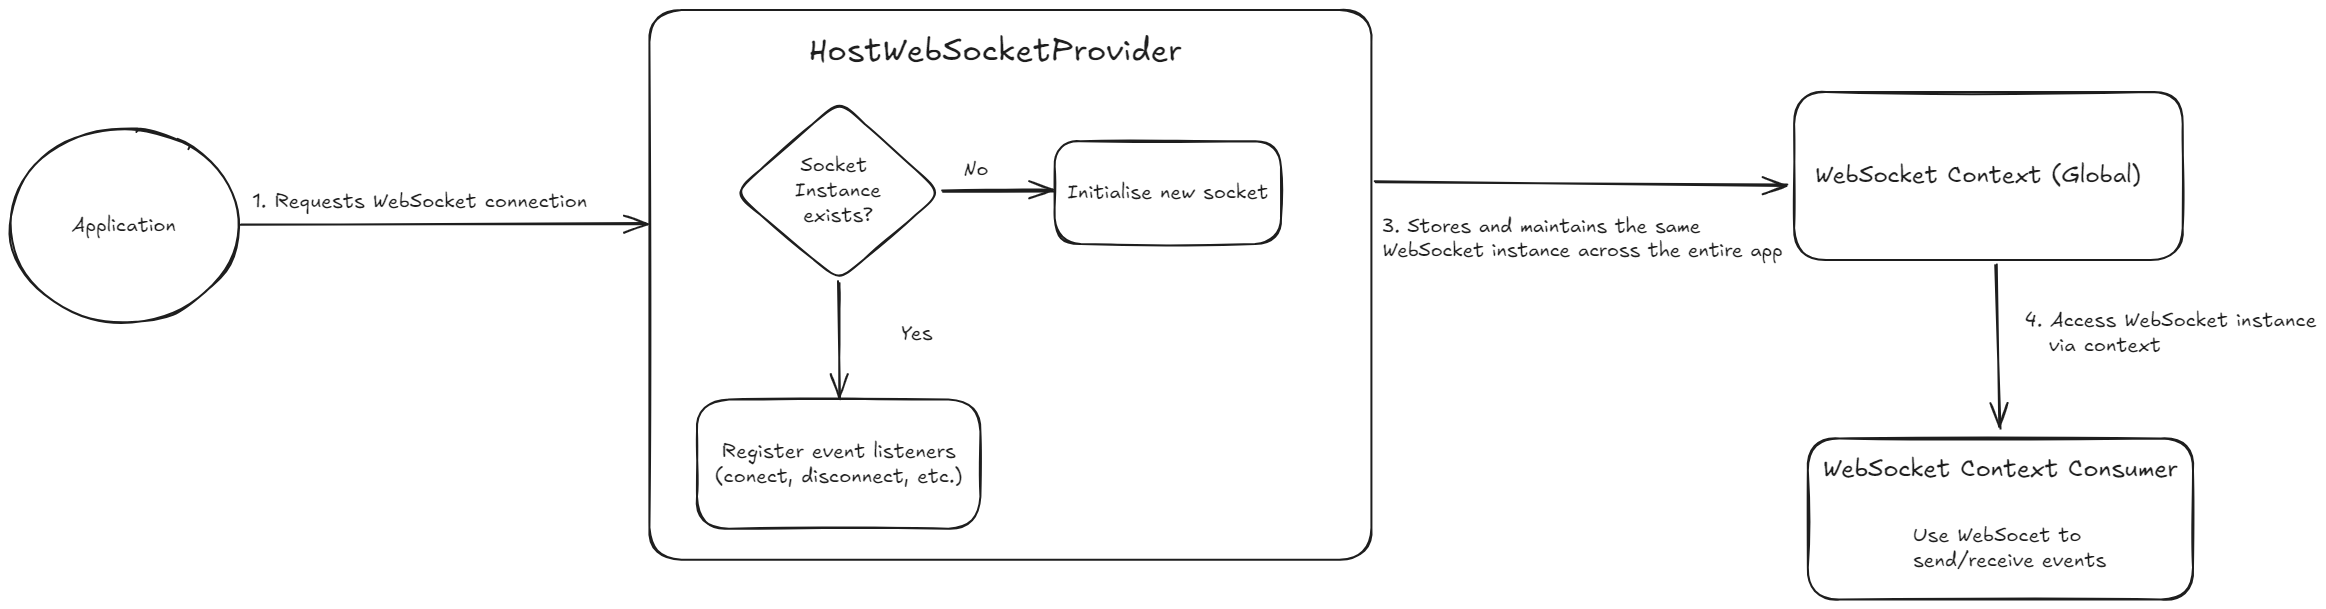 HostWebSocketProvider
Application
1. Requests WebSocket connection
Socket
Instance
exists?
No
Initialise new socket
Yes
Register event listeners
(conect, disconnect, etc.)
3. Stores and maintains the same
WebSocket instance across the entire app
WebSocket Context (Global)
4. Access WebSocket instance
via context
WebSocket Context Consumer
Use WebSocet to
send/receive events